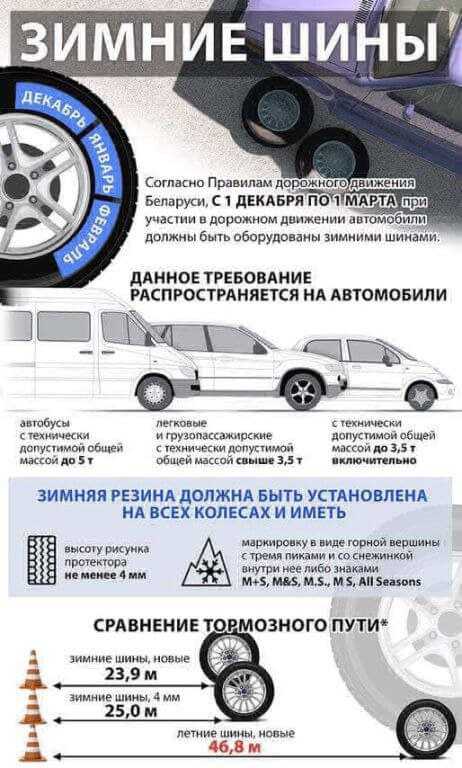 ЗИМНИЕ ШИНЫ
ДЕКАБРЬ ЯНВАРЬ ФЕВРАЛЬ
Согласно Правилам дорожного движения
Беларуси, С 1 ДЕКАБРЯ ПО 1 МАРТА при
участии в дорожном движении автомобили
должны быть оборудованы зимними шинами.
ДАННОЕ ТРЕБОВАНИЕ
РАСПРОСТРАНЯЕТСЯ НА АВТОМОБИЛИ
автобусы
с технически
допустимой общей
массой до 5 т
легковые
и грузопассажирские
с технически допустимой
общей массой свыше 3,5 т
с технически
допустимой общей
массой до 3,5 т
включительно
ЗИМНЯЯ РЕЗИНА ДОЛЖНА БЫТЬ УСТАНОВЛЕНА
НА ВСЕХ КОЛЕСАХ И ИМЕТЬ
высоту рисунка
протектора
не менее 4 мм
маркировку в виде горной вершины
с тремя пиками и со снежинкой
внутри нее либо знаками
M+S, M&S, M.S., M S, All Seasons
СРАВНЕНИЕ ТОРМОЗНОГО ПУТИ*
зимние шины, новые
23,9 м
зимние шины, 4 мм
25,0 м
летние шины, новые
46,8 м